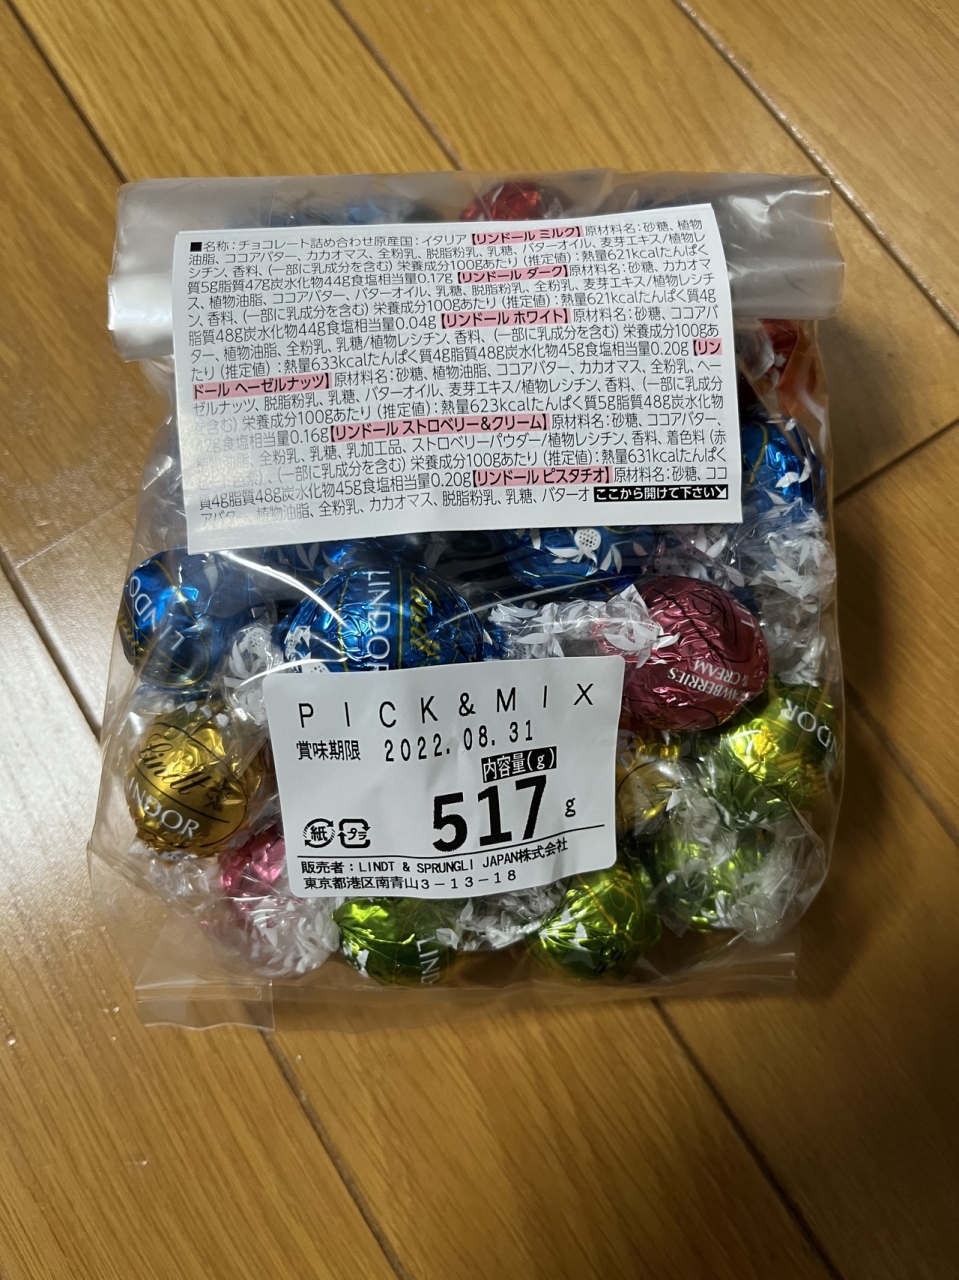 ■名称：チョコレート詰め合わせ原産国：イタリア【リンドール ミルク】原材料名：砂糖、植物
油脂、ココアバター、カカオマス、全粉乳、脱脂粉乳、乳糖、バターオイル、麦芽エキス/植物レ
シチン、香料、(一部に乳成分を含む) 栄養成分100gあたり (推定値)：熱量621kcalたんぱく
質5g脂質47g炭水化物44g食塩相当量0.17g【リンドール ダーク】原材料名：砂糖、カカオマ
ス、植物油脂、ココアバター、バターオイル、乳糖、脱脂粉乳、全粉乳、麦芽エキス/植物レシチ
ン、香料、(一部に乳成分を含む) 栄養成分100gあたり (推定値)：熱量621kcalたんぱく質4g
脂質48g炭水化物44g食塩相当量0.04g【リンドール ホワイト】原材料名：砂糖、ココアバ
ター、植物油脂、全粉乳、乳糖、脱脂粉乳/植物レシチン、香料、(一部に乳成分を含む) 栄養成分100gあ
たり (推定値)：熱量633kcalたんぱく質4g脂質48g炭水化物45g食塩相当量0.20g【リン
ドール ヘーゼルナッツ】原材料名：砂糖、植物油脂、ココアバター、カカオマス、全粉乳、ヘー
ゼルナッツ、脱脂粉乳、乳糖、バターオイル、麦芽エキス/植物レシチン、香料、(一部に乳成分
含む) 栄養成分100gあたり (推定値)：熱量623kcalたんぱく質5g脂質48g炭水化物
食塩相当量0.16g【リンドール ストロベリー&クリーム】原材料名：砂糖、ココアバター、
全粉乳、乳糖、乳加工品、ストロベリーパウダー/植物レシチン、香料、着色料 (赤
(一部に乳成分を含む) 栄養成分100gあたり (推定値)：熱量631kcalたんぱく
質4g脂質48g炭水化物45g食塩相当量0.20g【リンドール ピスタチオ】原材料名：砂糖、ココ
アバター、植物油脂、全粉乳、カカオマス、脱脂粉乳、乳糖、バターオ ここから開けて下さい
LINDOR
LINDOR
Lindt
STRAWBERRIES
& CREAM
Lindt
LINDOR
LINDOR
PICK&MIX
賞味期限 2022.08.31
内容量(g)
517 g
紙 プラ
販売者：LINDT & SPRUNGLI JAPAN株式会社
東京都港区南青山3－13－18
LIND